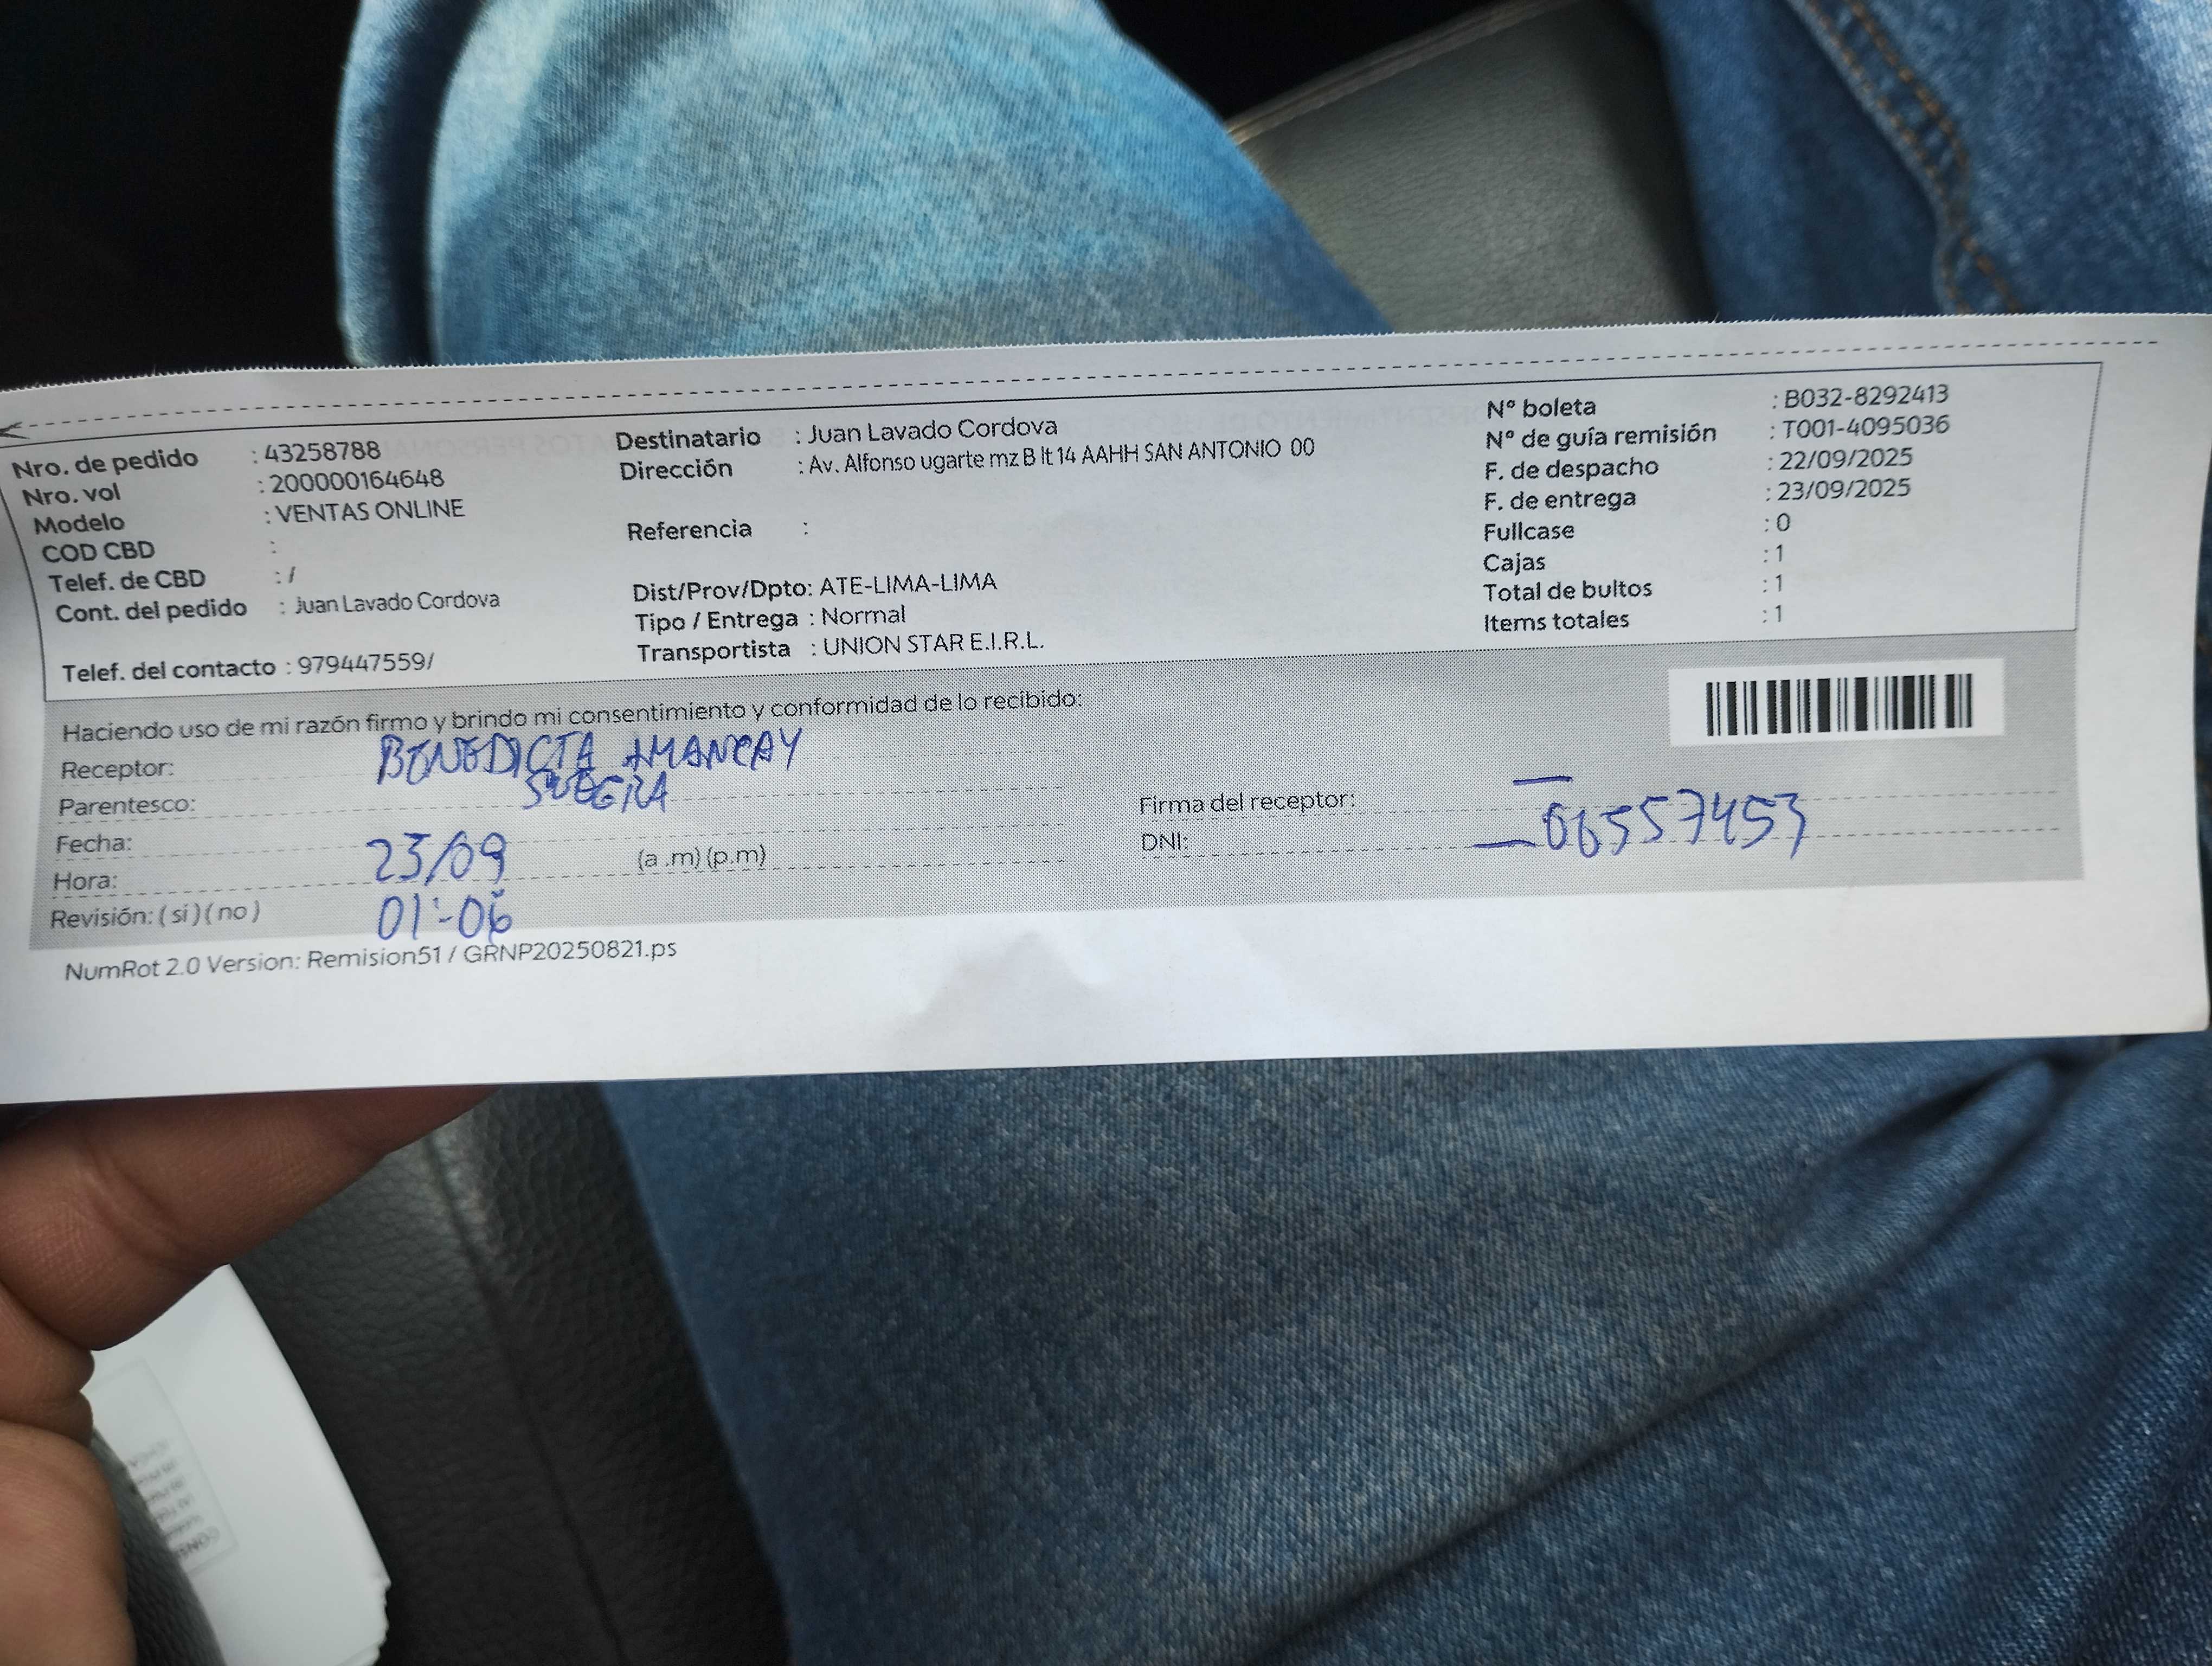 Nro. de pedido : 43258788
Nro. vol : 200000164648
Modelo : VENTAS ONLINE
COD CBD :
Telef. de CBD : /
Cont. del pedido : Juan Lavado Cordova
Telef. del contacto : 979447559/
Destinatario : Juan Lavado Cordova
Dirección : Av. Alfonso ugarte mz B lt 14 AAHH SAN ANTONIO 00
Referencia :
Dist/Prov/Dpto: ATE-LIMA-LIMA
Tipo / Entrega : Normal
Transportista : UNION STAR E.I.R.L.
N° boleta : B032-8292413
N° de guía remisión : T001-4095036
F. de despacho : 22/09/2025
F. de entrega : 23/09/2025
Fullcase : 0
Cajas : 1
Total de bultos : 1
Items totales : 1
Haciendo uso de mi razón firmo y brindo mi consentimiento y conformidad de lo recibido:
Receptor: BENEDICTA AMANCAY
Parentesco: SUEGRA
Fecha: 23/09
Hora: (a .m) (p.m)
Revisión: ( si ) ( no ) 01:-06
Firma del receptor:
DNI: 06557453
NumRot 2.0 Version: Remision51 / GRNP20250821.ps